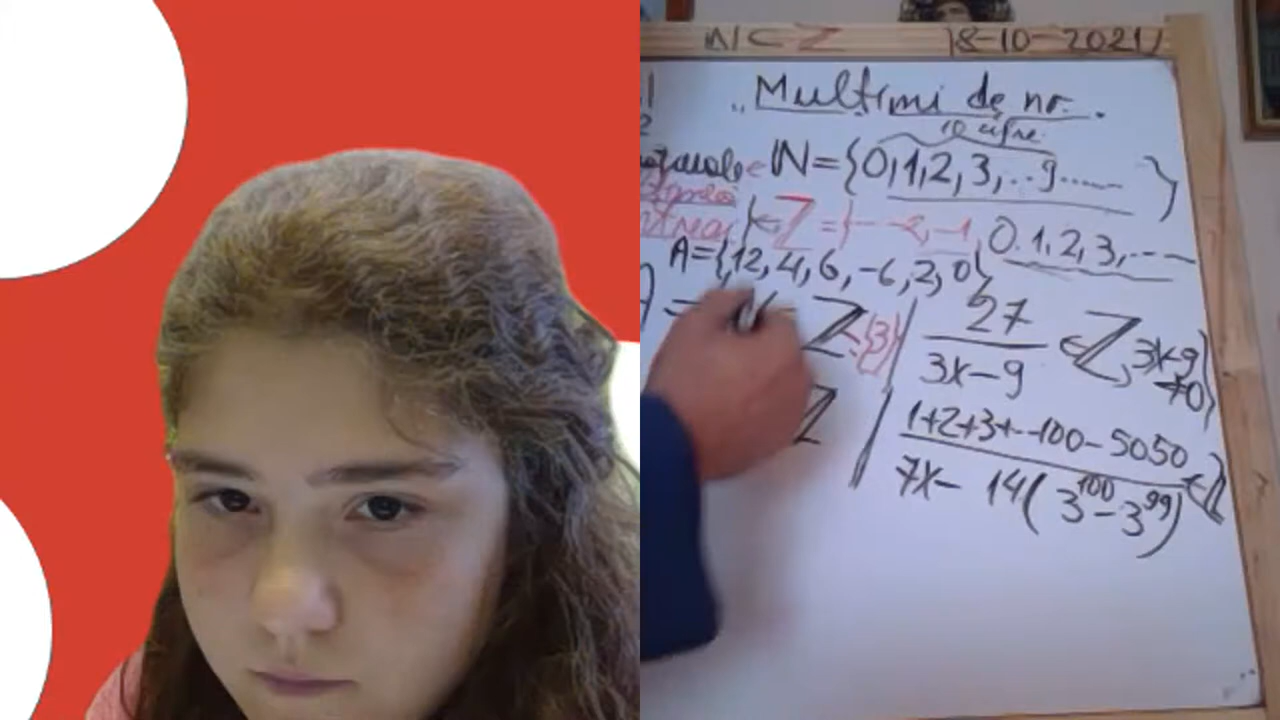 N ⊂ Z 18-10-2021
„Multimi de nr.
10 cifre
N={0,1,2,3,..9.....}
Z={---2,-1, 0.1,2,3,.----
A={12,4,6,-6,2,0}
Z-{3}
27
3x-9
∈ Z, 3x-9
≠0}
Z
1+2+3+--100-5050
7x- 14(3^100-3^99)
∈Z